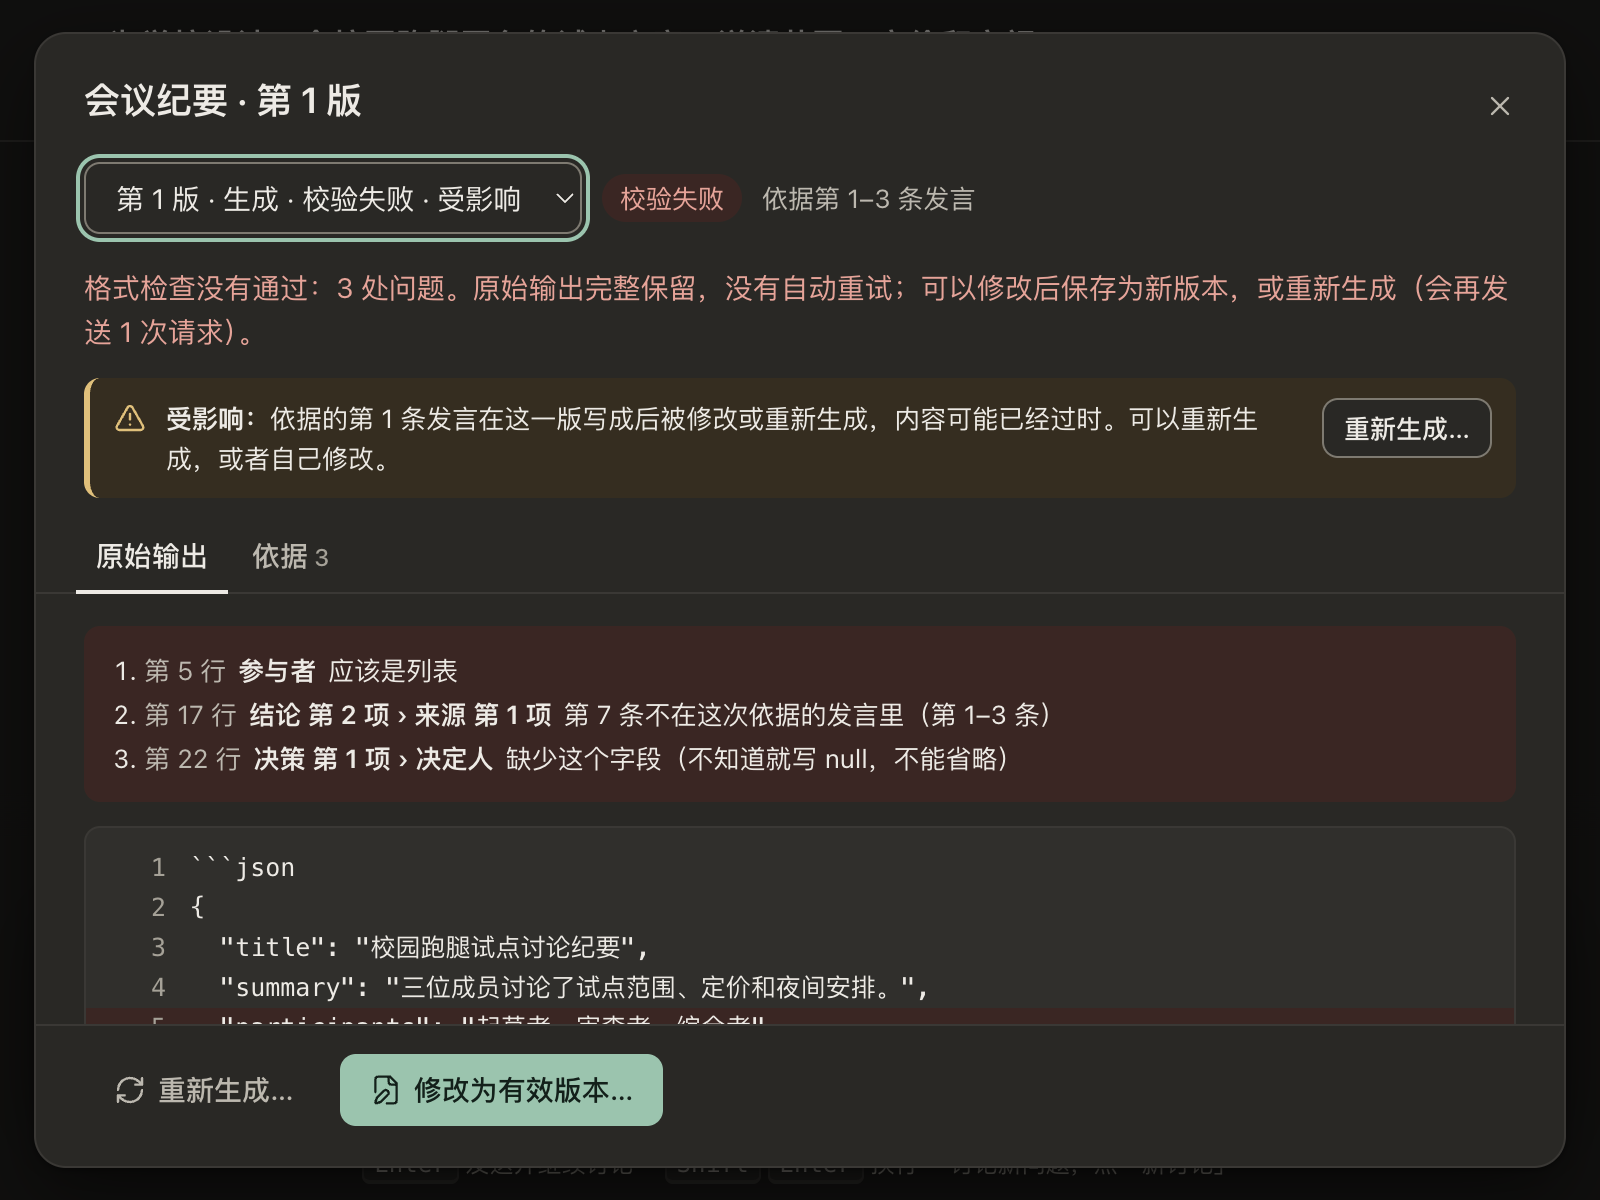 会议纪要 · 第 1 版
第 1 版 · 生成 · 校验失败 · 受影响
校验失败
依据第 1–3 条发言
格式检查没有通过：3 处问题。原始输出完整保留，没有自动重试；可以修改后保存为新版本，或重新生成（会再发
送 1 次请求）。
受影响：依据的第 1 条发言在这一版写成后被修改或重新生成，内容可能已经过时。可以重新生
成，或者自己修改。
重新生成…
原始输出
依据 3
1. 第 5 行 参与者 应该是列表
2. 第 17 行 结论 第 2 项 › 来源 第 1 项 第 7 条不在这次依据的发言里（第 1–3 条）
3. 第 22 行 决策 第 1 项 › 决定人 缺少这个字段（不知道就写 null，不能省略）
1 ```json
2 {
3 "title": "校园跑腿试点讨论纪要",
4 "summary": "三位成员讨论了试点范围、定价和夜间安排。",
5 "participants": "起草者、审查者、综合者"
重新生成…
修改为有效版本…